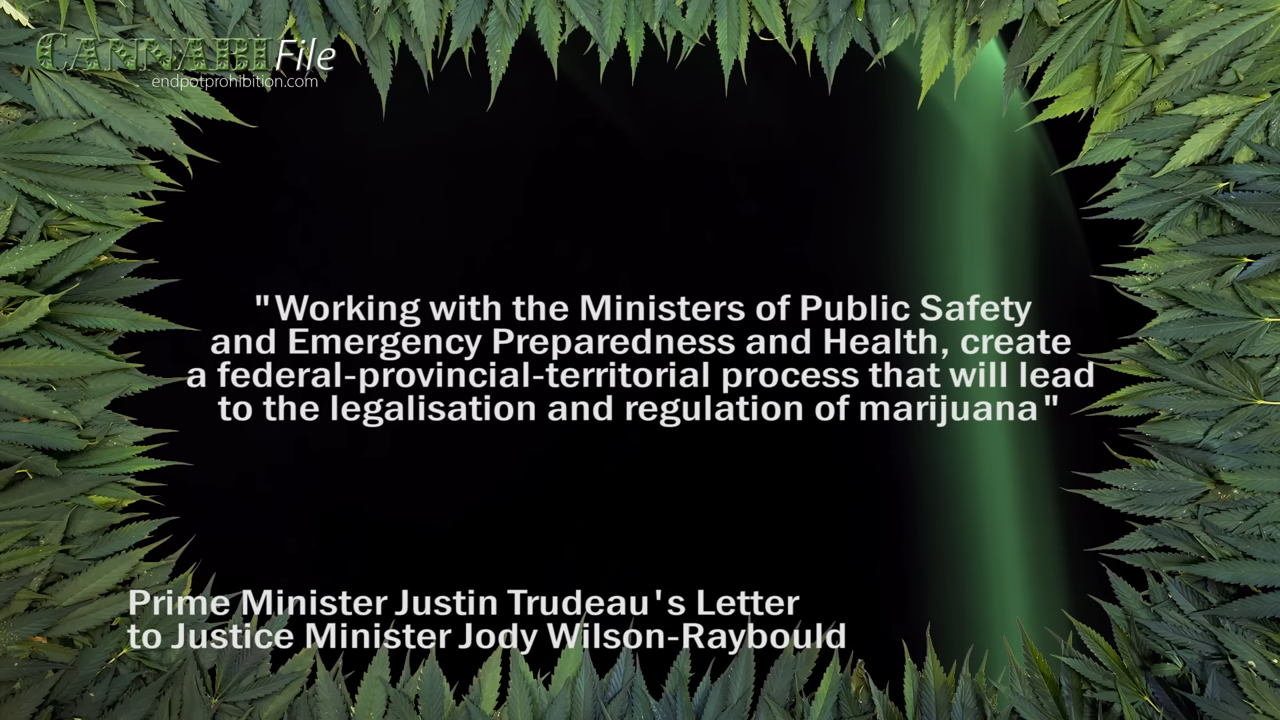 CANNABIFile
endpotprohibition.com
"Working with the Ministers of Public Safety
and Emergency Preparedness and Health, create
a federal-provincial-territorial process that will lead
to the legalisation and regulation of marijuana"
Prime Minister Justin Trudeau's Letter
to Justice Minister Jody Wilson-Raybould